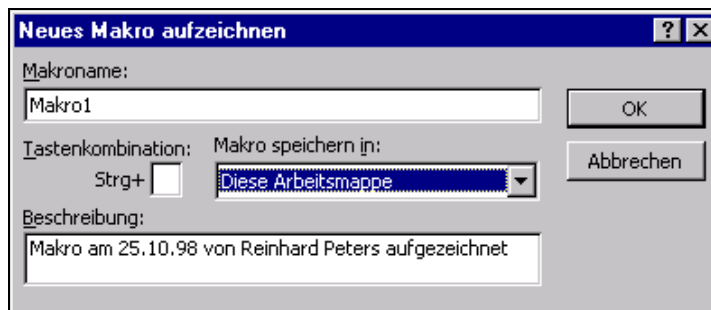 Neues Makro aufzeichnen
Makroname:
Makro1
OK
Tastenkombination: Makro speichern in:
Strg+ Diese Arbeitsmappe
Abbrechen
Beschreibung:
Makro am 25.10.98 von Reinhard Peters aufgezeichnet